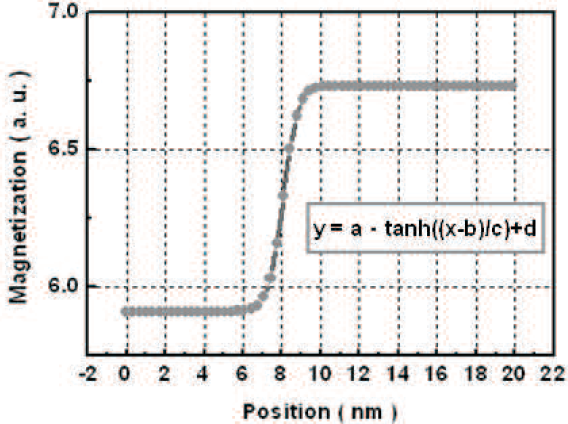 7.0
6.5
6.0
Magnetization ( a. u. )
y = a - tanh((x-b)/c)+d
-2 0 2 4 6 8 10 12 14 16 18 20 22
Position ( nm )